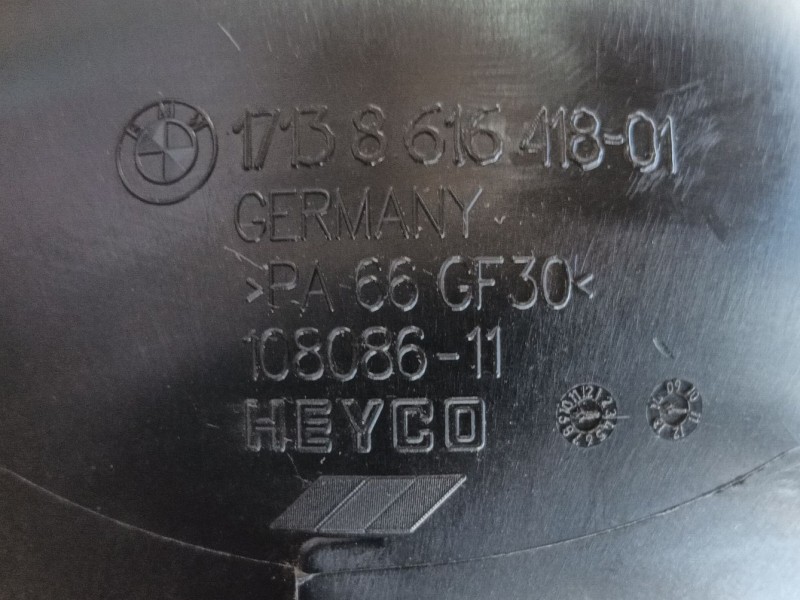 BMW
1713 8 616 418-01
GERMANY
>PA 66 GF30<
108086-11
HEYCO